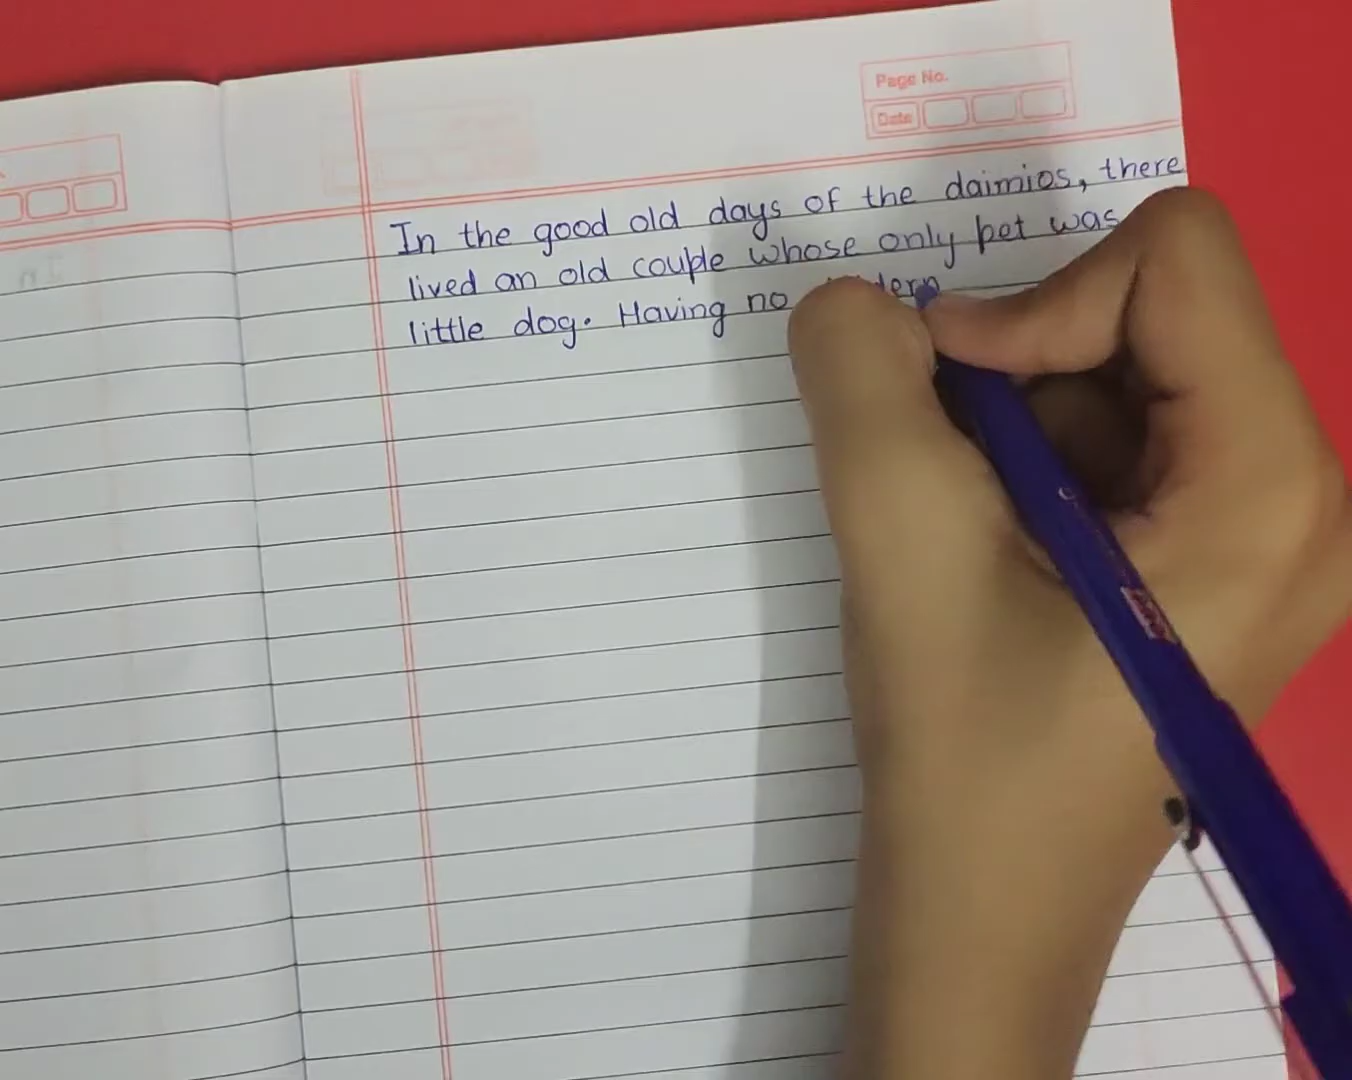 Page No.
Date
In the good old days of the daimios, there
lived an old couple whose only pet was
little dog. Having no